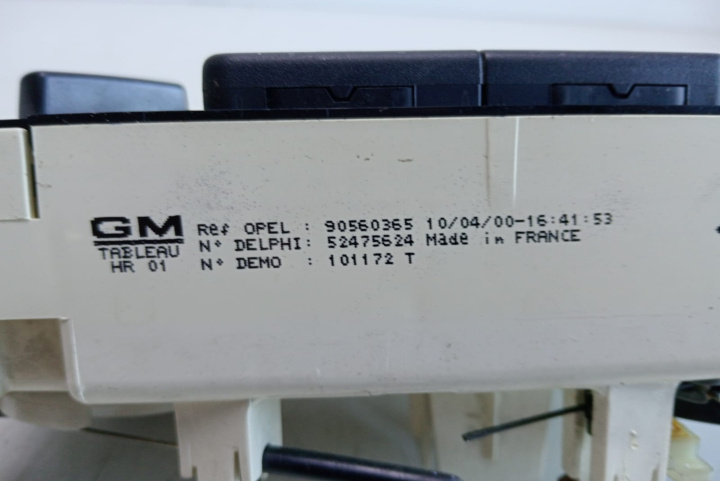 GM
TABLEAU
HR 01
Ref OPEL : 90560365 10/04/00-16:41:53
N° DELPHI: 52475624 Made in FRANCE
N° DEMO : 101172 T